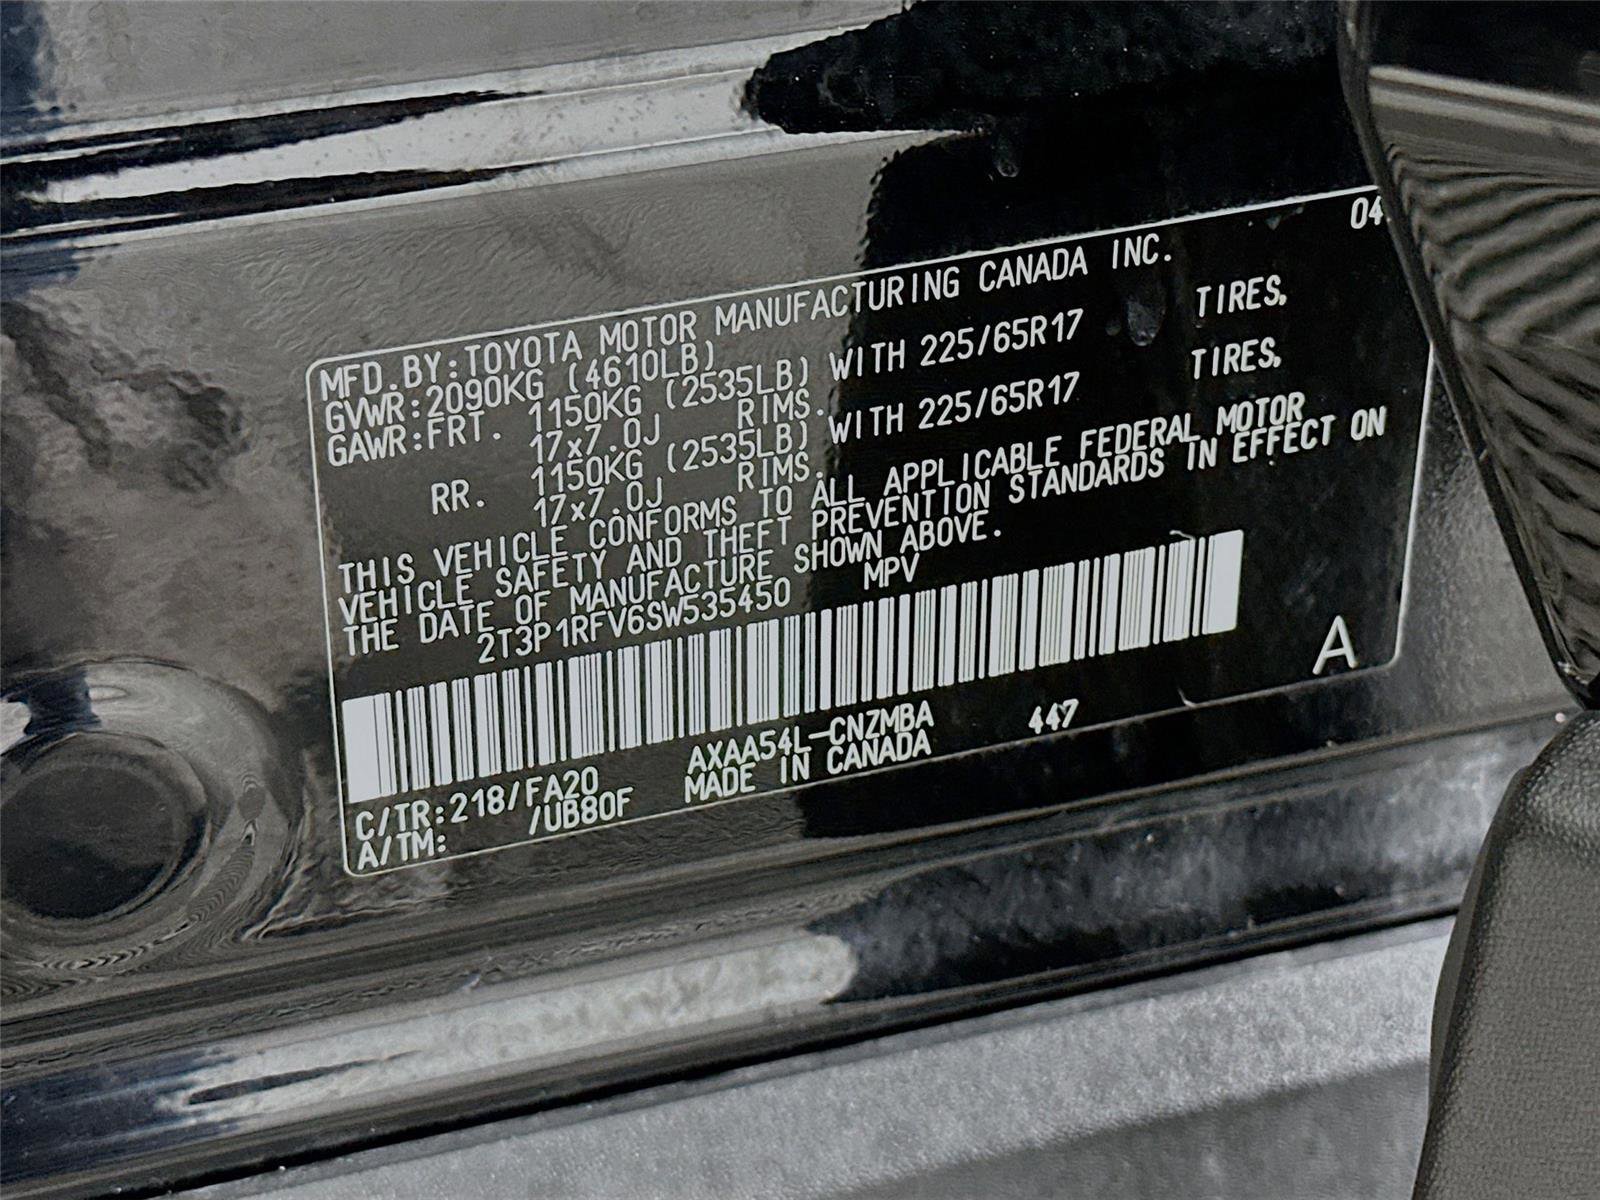 04
MFD.BY:TOYOTA MOTOR MANUFACTURING CANADA INC.
GVWR:2090KG (4610LB)
GAWR:FRT. 1150KG (2535LB) WITH 225/65R17 TIRES,
17x7.0J RIMS.
RR. 1150KG (2535LB) WITH 225/65R17 TIRES,
17x7.0J RIMS.
THIS VEHICLE CONFORMS TO ALL APPLICABLE FEDERAL MOTOR
VEHICLE SAFETY AND THEFT PREVENTION STANDARDS IN EFFECT ON
THE DATE OF MANUFACTURE SHOWN ABOVE.
2T3P1RFV6SW535450 MPV
A
C/TR:218/FA20 AXAA54L-CNZMBA 447
A/TM: /UB80F MADE IN CANADA